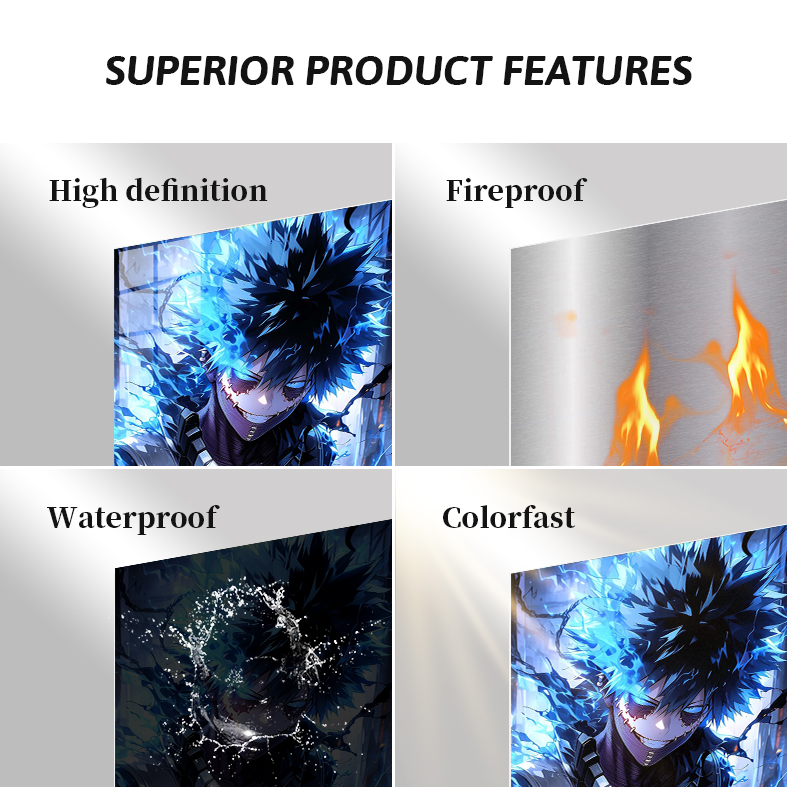 SUPERIOR PRODUCT FEATURES
High definition
Fireproof
Waterproof
Colorfast